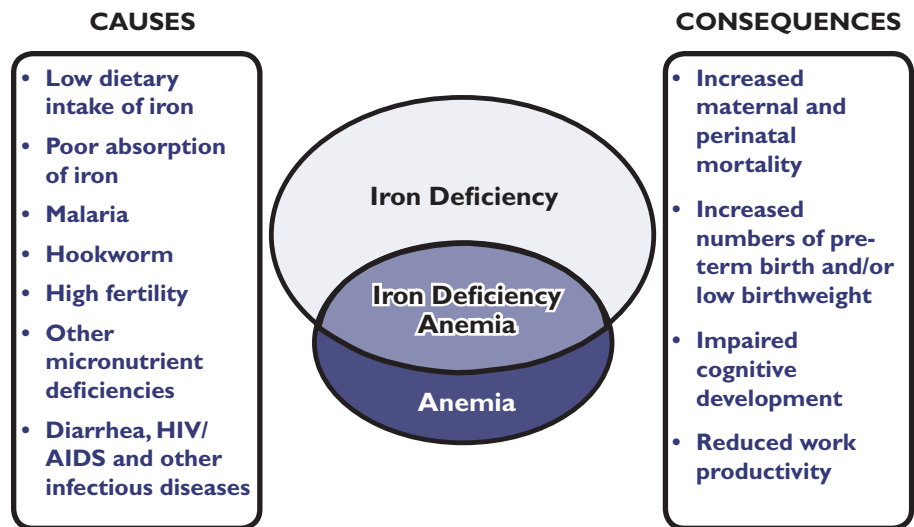 CAUSES
• Low dietary
intake of iron
• Poor absorption
of iron
• Malaria
• Hookworm
• High fertility
• Other
micronutrient
deficiencies
• Diarrhea, HIV/
AIDS and other
infectious diseases
Iron Deficiency
Iron Deficiency
Anemia
Anemia
CONSEQUENCES
• Increased
maternal and
perinatal
mortality
• Increased
numbers of pre-
term birth and/or
low birthweight
• Impaired
cognitive
development
• Reduced work
productivity